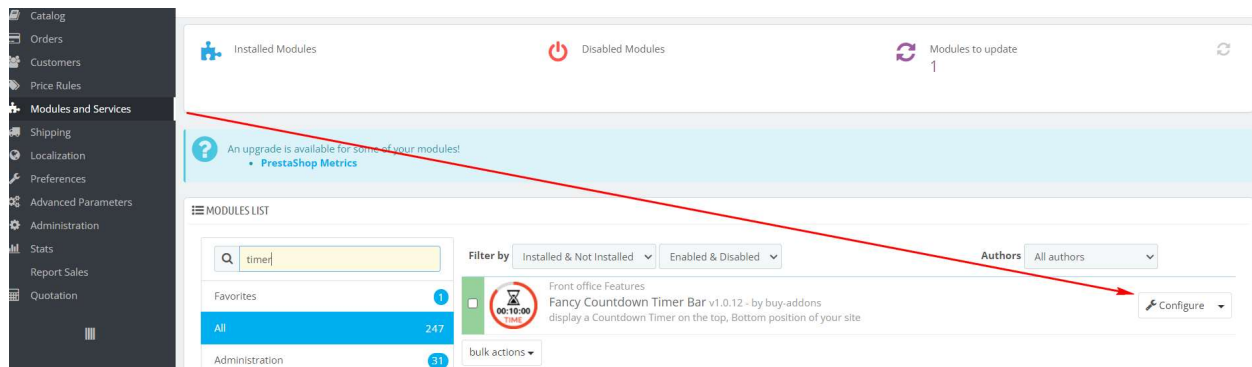 Catalog
Orders
Customers
Price Rules
Modules and Services
Shipping
Localization
Preferences
Advanced Parameters
Administration
Stats
Report Sales
Quotation
Installed Modules
Disabled Modules
Modules to update
1
An upgrade is available for some of your modules!
• PrestaShop Metrics
MODULES LIST
timer
Favorites 1
All 247
Administration 31
Filter by Installed & Not Installed Enabled & Disabled Authors All authors
00:10:00
TIME
Front office Features
Fancy Countdown Timer Bar v1.0.12 - by buy-addons
display a Countdown Timer on the top, Bottom position of your site
Configure
bulk actions